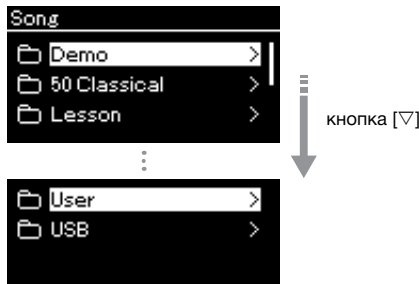 Song
Demo >
50 Classical >
Lesson >
кнопка [▽]
User >
USB >